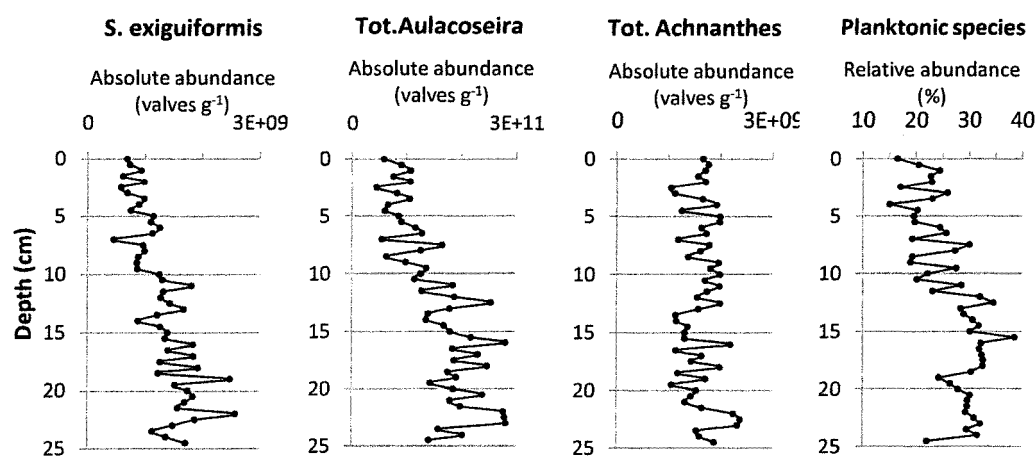 S. exiguiformis
Absolute abundance
(valves g⁻¹)
0 3E+09
Tot.Aulacoseira
Absolute abundance
(valves g⁻¹)
0 3E+11
Tot. Achnanthes
Absolute abundance
(valves g⁻¹)
0 3E+09
Planktonic species
Relative abundance
(%)
10 20 30 40
Depth (cm)
0
5
10
15
20
25
0
5
10
15
20
25
0
5
10
15
20
25
0
5
10
15
20
25